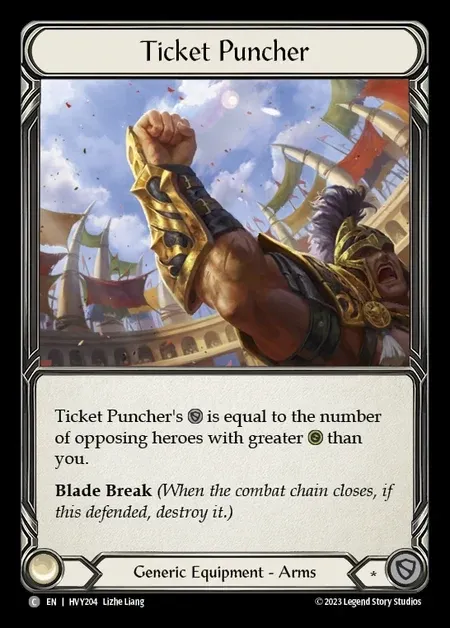 Ticket Puncher
Ticket Puncher's is equal to the number
of opposing heroes with greater than
you.
Blade Break (When the combat chain closes, if
this defended, destroy it.)
Generic Equipment - Arms
*
C EN | HVY204 Lizhe Liang
© 2023 Legend Story Studios